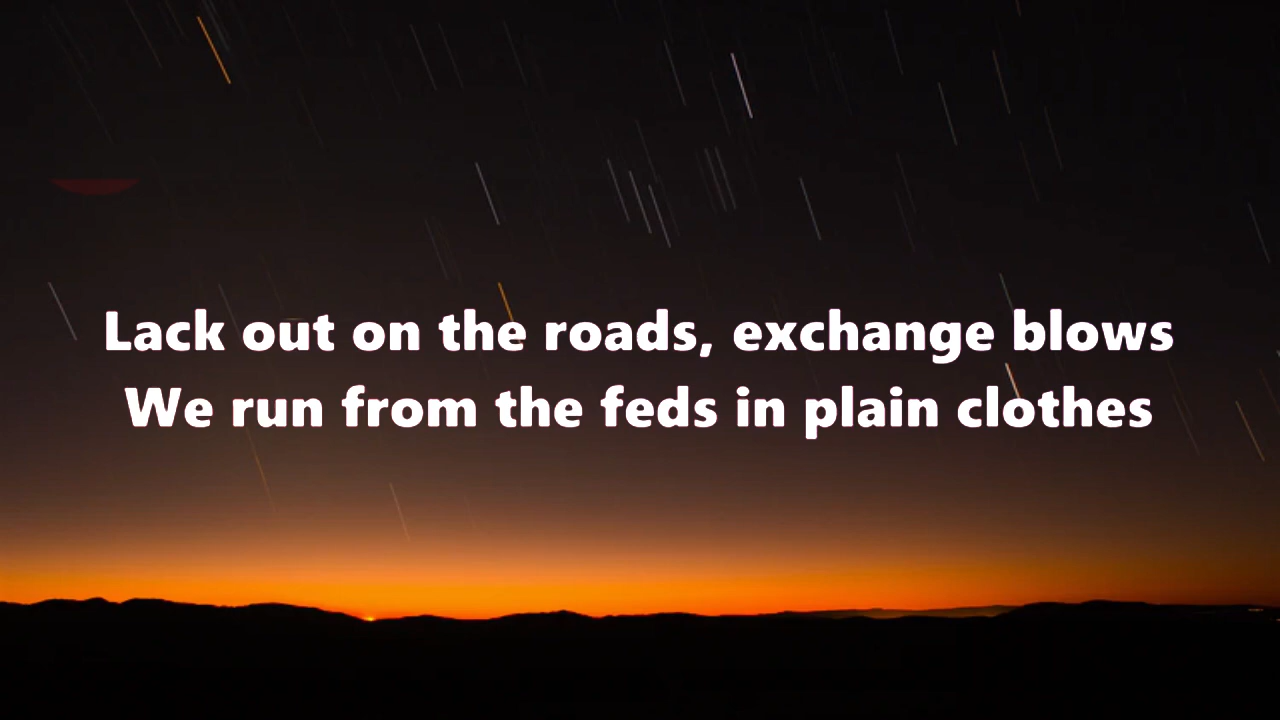 Lack out on the roads, exchange blows
We run from the feds in plain clothes